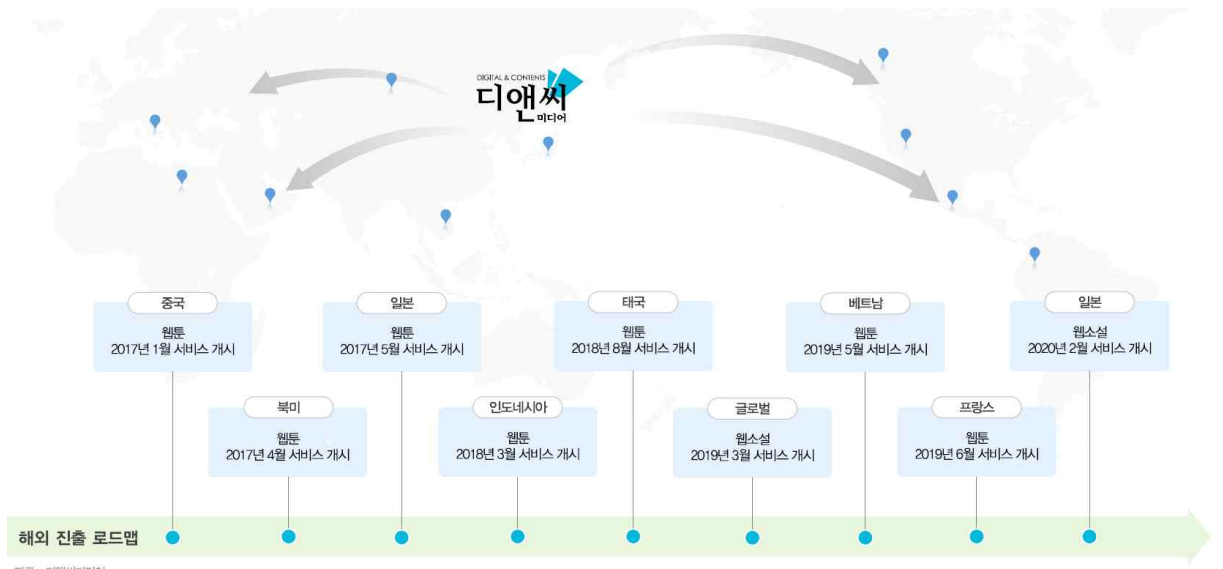 DIGITAL & CONTENTS
디앤씨
미디어
중국
웹툰
2017년 1월 서비스 개시
일본
웹툰
2017년 5월 서비스 개시
태국
웹툰
2018년 8월 서비스 개시
베트남
웹툰
2019년 5월 서비스 개시
일본
웹소설
2020년 2월 서비스 개시
북미
웹툰
2017년 4월 서비스 개시
인도네시아
웹툰
2018년 3월 서비스 개시
글로벌
웹소설
2019년 3월 서비스 개시
프랑스
웹툰
2019년 6월 서비스 개시
해외 진출 로드맵